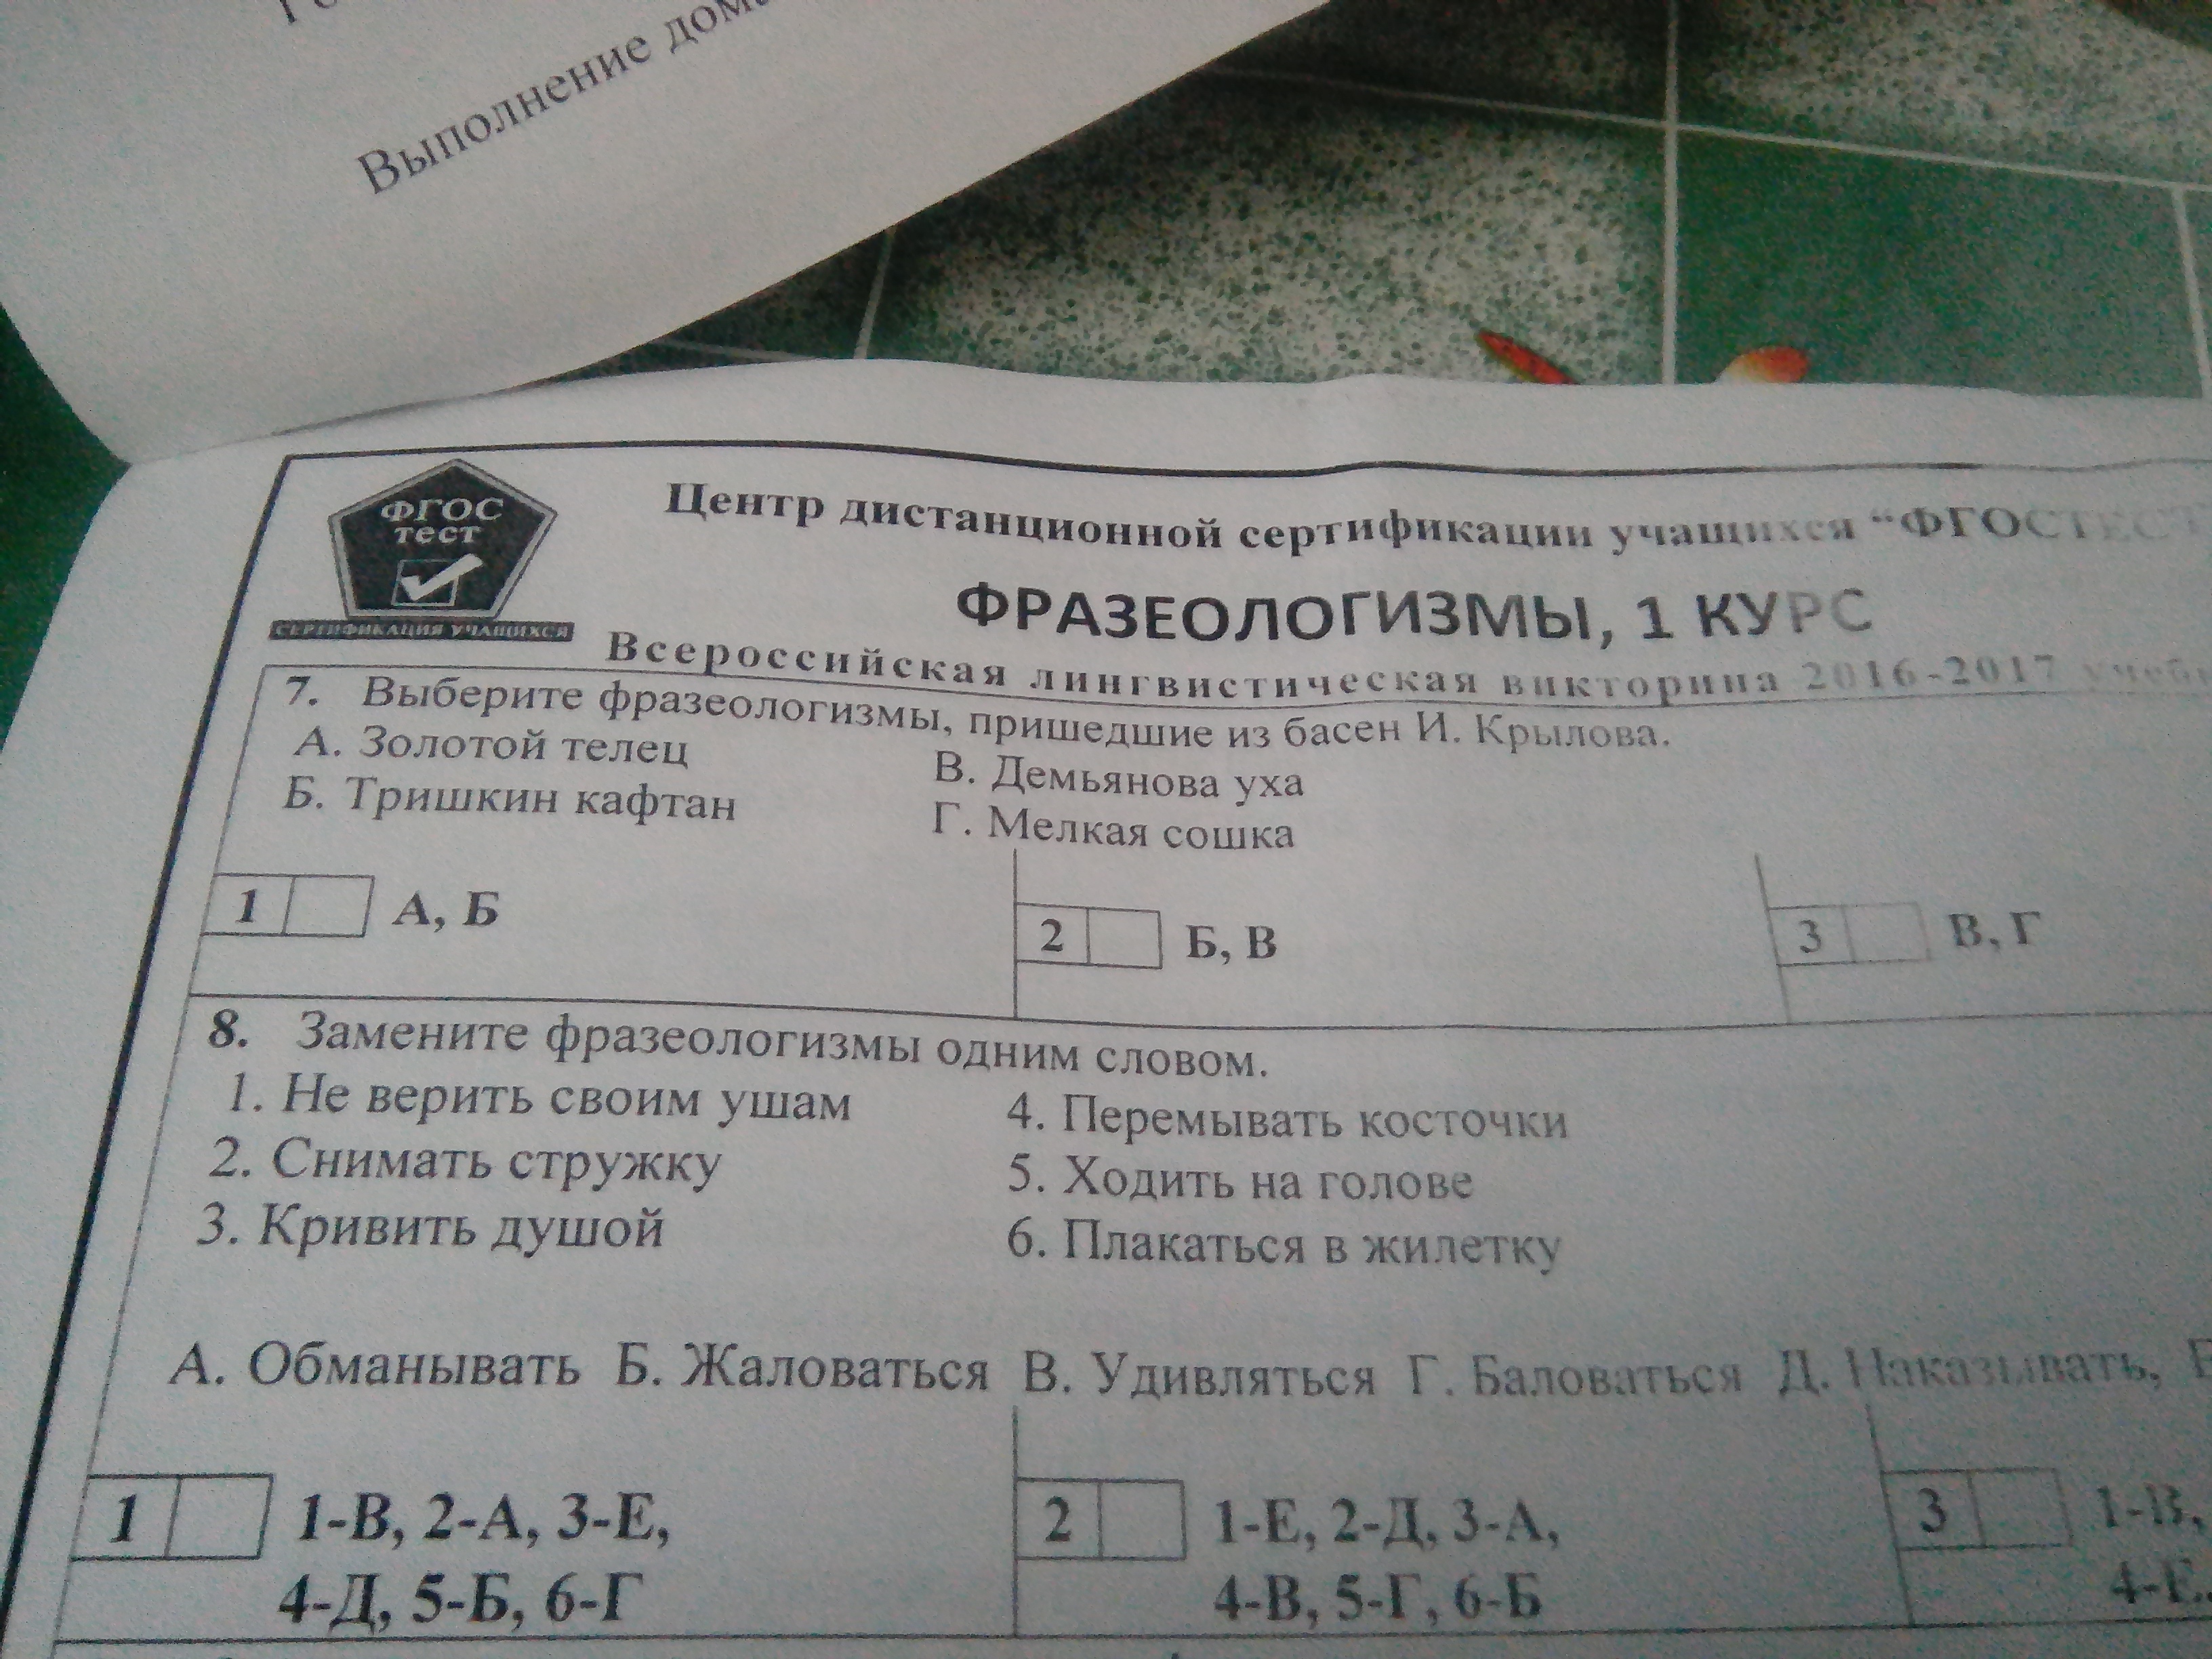 Выполнение
ФГОС
тест
СЕРТИФИКАЦИЯ УЧАЩИХСЯ
Центр дистанционной сертификации учащихся “ФГОСТЕСТ
ФРАЗЕОЛОГИЗМЫ, 1 КУРС
Всероссийская лингвистическая викторина 2016-2017
7. Выберите фразеологизмы, пришедшие из басен И. Крылова.
А. Золотой телец
В. Демьянова уха
Б. Тришкин кафтан
Г. Мелкая сошка
1 А, Б
2 Б, В
3 В, Г
8. Замените фразеологизмы одним словом.
1. Не верить своим ушам
4. Перемывать косточки
2. Снимать стружку
5. Ходить на голове
3. Кривить душой
6. Плакаться в жилетку
А. Обманывать Б. Жаловаться В. Удивляться Г. Баловаться Д. Наказывать,
1 1-В, 2-А, 3-Е,
4-Д, 5-Б, 6-Г
2 1-Е, 2-Д, 3-А,
4-В, 5-Г, 6-Б
3 1-В,
4-Е,